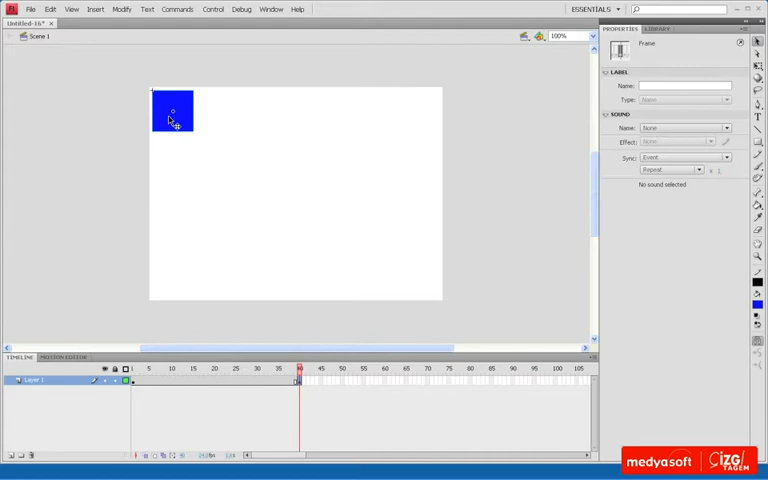 Fl File Edit View Insert Modify Text Commands Control Debug Window Help ESSENTIALS
Untitled-16*
Scene 1 100%
PROPERTIES LIBRARY
Frame
LABEL
Name:
Type: Name
SOUND
Name: None
Effect: None
Sync: Event
Repeat x
No sound selected
TIMELINE MOTION EDITOR
1 5 10 15 20 25 30 35 40 45 50 55 60 65 70 75 80 85 90 95 100 105
Layer 1
medyasoft ÇİZGİ TAGEM